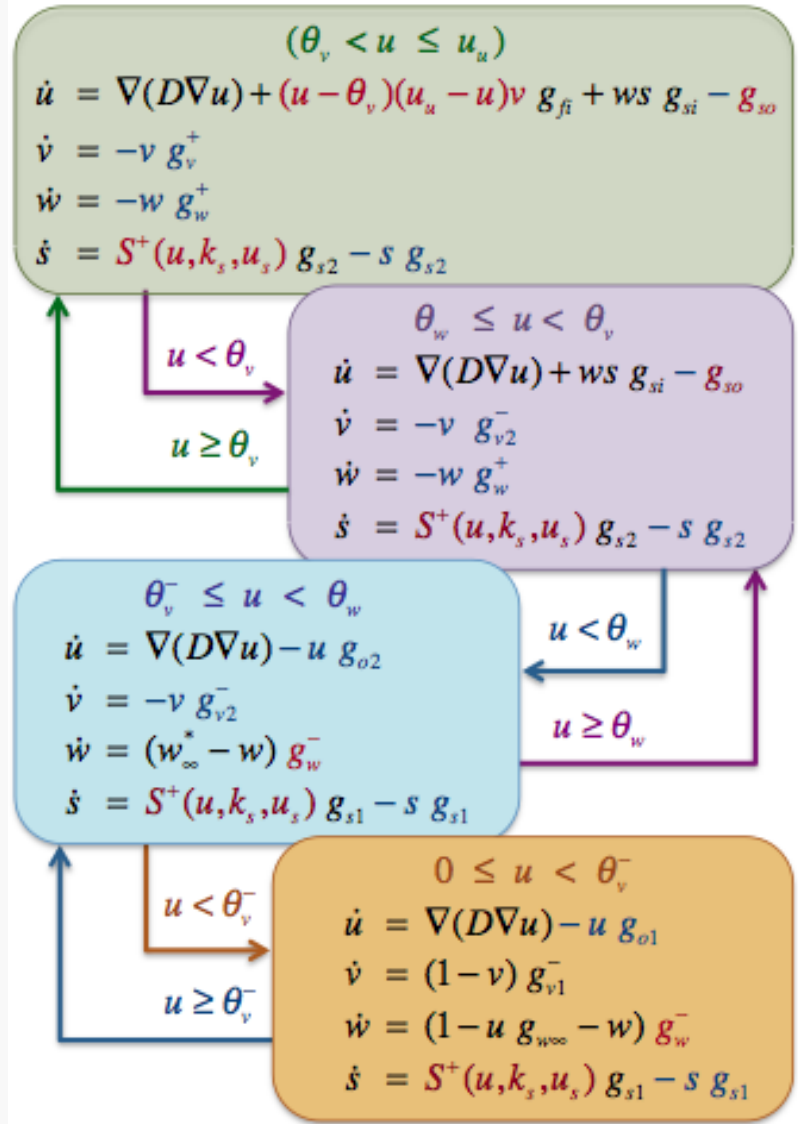 (θ_v < u ≤ u_u)
u̇ = ∇(D∇u) + (u − θ_v)(u_u − u)v g_fi + ws g_si − g_so
v̇ = −v g_v^+
ẇ = −w g_w^+
ṡ = S^+(u,k_s,u_s) g_s2 − s g_s2
u < θ_v
u ≥ θ_v
θ_w ≤ u < θ_v
u̇ = ∇(D∇u) + ws g_si − g_so
v̇ = −v g_v2^−
ẇ = −w g_w^+
ṡ = S^+(u,k_s,u_s) g_s2 − s g_s2
u < θ_w
u ≥ θ_w
θ_v^− ≤ u < θ_w
u̇ = ∇(D∇u) − u g_o2
v̇ = −v g_v2^−
ẇ = (w_∞^* − w) g_w^−
ṡ = S^+(u,k_s,u_s) g_s1 − s g_s1
u < θ_v^−
u ≥ θ_v^−
0 ≤ u < θ_v^−
u̇ = ∇(D∇u) − u g_o1
v̇ = (1 − v) g_v1^−
ẇ = (1 − u g_w∞ − w) g_w^−
ṡ = S^+(u,k_s,u_s) g_s1 − s g_s1